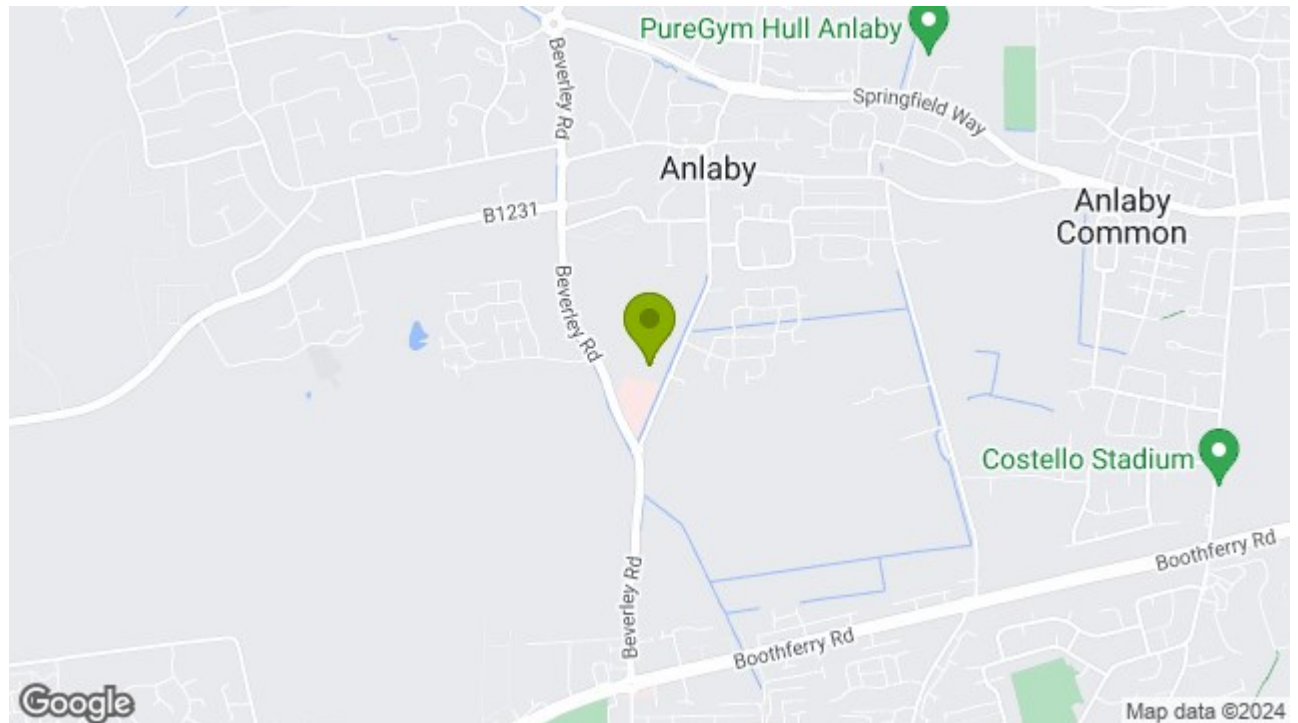 PureGym Hull Anlaby
Beverley Rd
Springfield Way
Anlaby
Anlaby
Common
B1231
Beverley Rd
Costello Stadium
Boothferry Rd
Beverley Rd
Boothferry Rd
Google
Map data ©2024